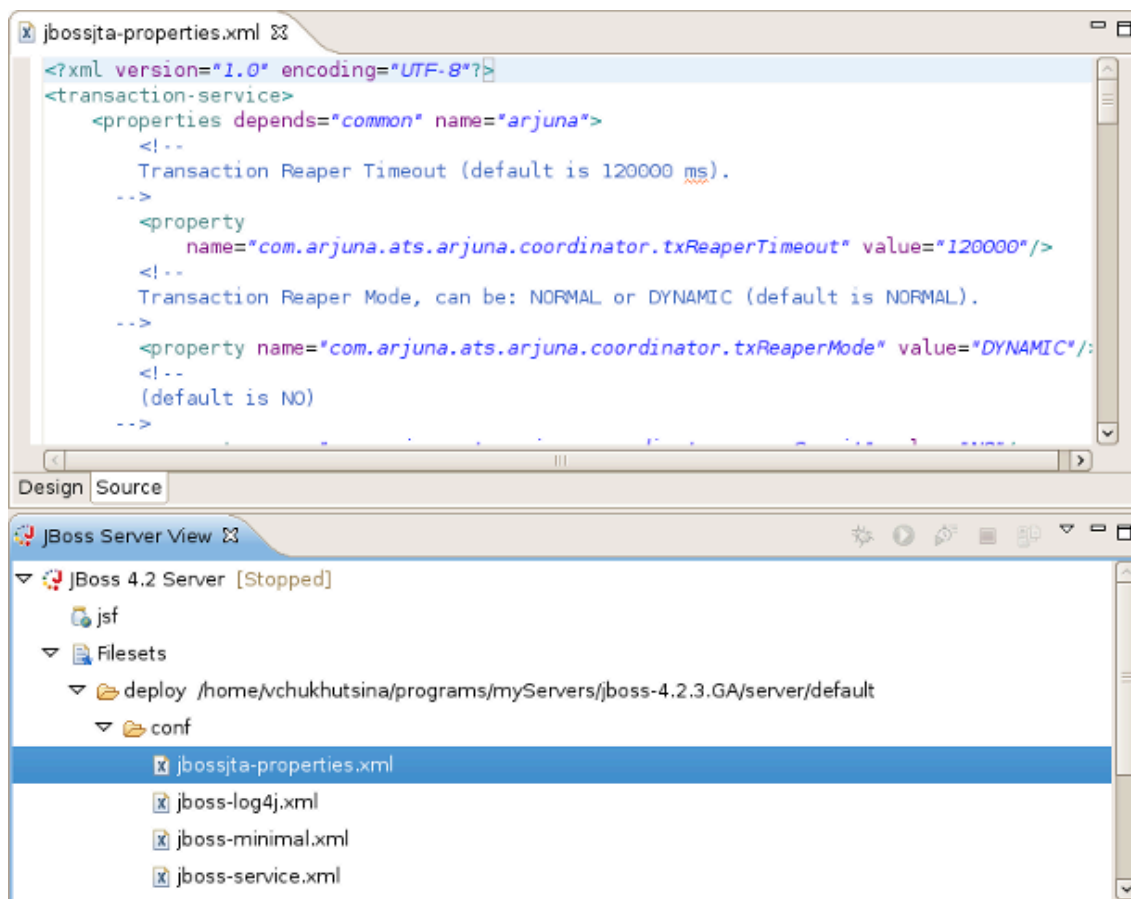 jbossjta-properties.xml
<?xml version="1.0" encoding="UTF-8"?>
<transaction-service>
<properties depends="common" name="arjuna">
<!--
Transaction Reaper Timeout (default is 120000 ms).
-->
<property
name="com.arjuna.ats.arjuna.coordinator.txReaperTimeout" value="120000"/>
<!--
Transaction Reaper Mode, can be: NORMAL or DYNAMIC (default is NORMAL).
-->
<property name="com.arjuna.ats.arjuna.coordinator.txReaperMode" value="DYNAMIC"/>
<!--
(default is NO)
-->
Design Source
JBoss Server View
JBoss 4.2 Server [Stopped]
jsf
Filesets
deploy /home/vchukhutsina/programs/myServers/jboss-4.2.3.GA/server/default
conf
jbossjta-properties.xml
jboss-log4j.xml
jboss-minimal.xml
jboss-service.xml